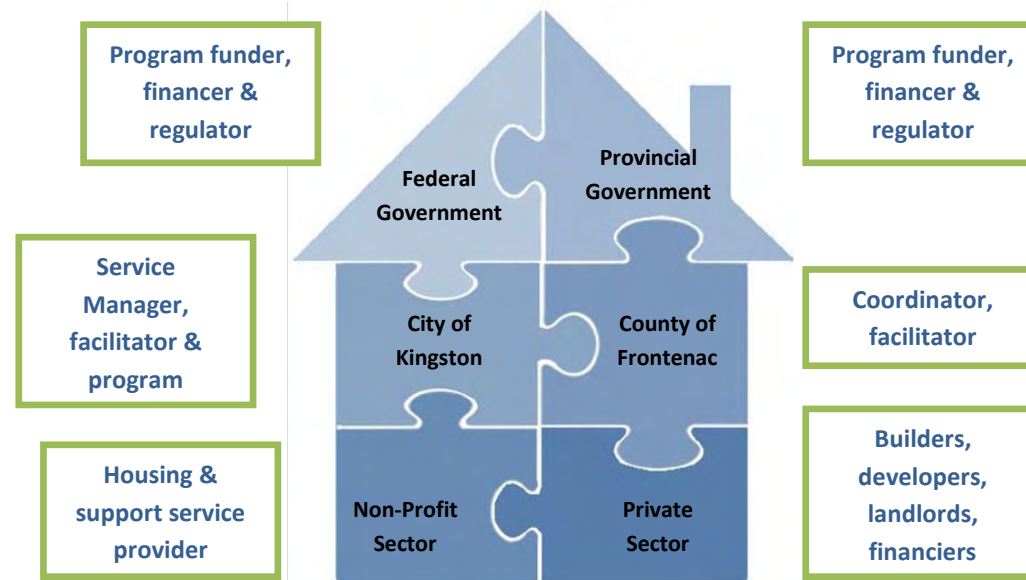 Program funder,
financer &
regulator
Program funder,
financer &
regulator
Federal
Government
Provincial
Government
Service
Manager,
facilitator &
program
City of
Kingston
County of
Frontenac
Coordinator,
facilitator
Housing &
support service
provider
Non-Profit
Sector
Private
Sector
Builders,
developers,
landlords,
financiers